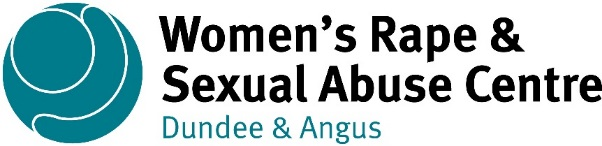 Women's Rape &
Sexual Abuse Centre
Dundee & Angus